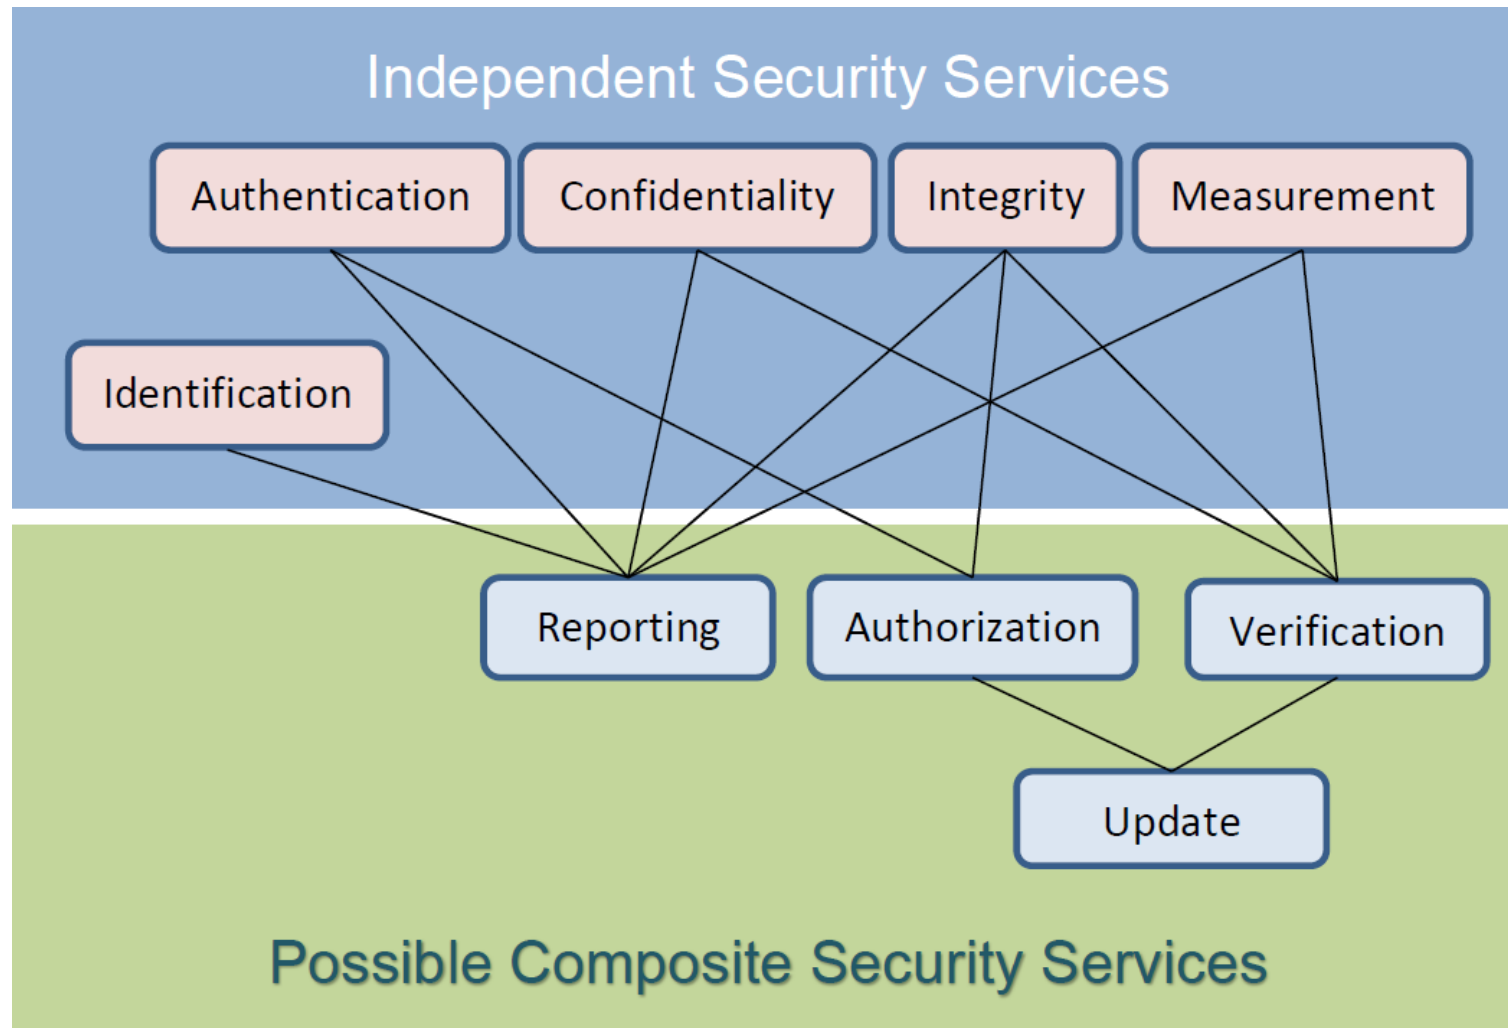 Independent Security Services
Authentication
Confidentiality
Integrity
Measurement
Identification
Reporting
Authorization
Verification
Update
Possible Composite Security Services